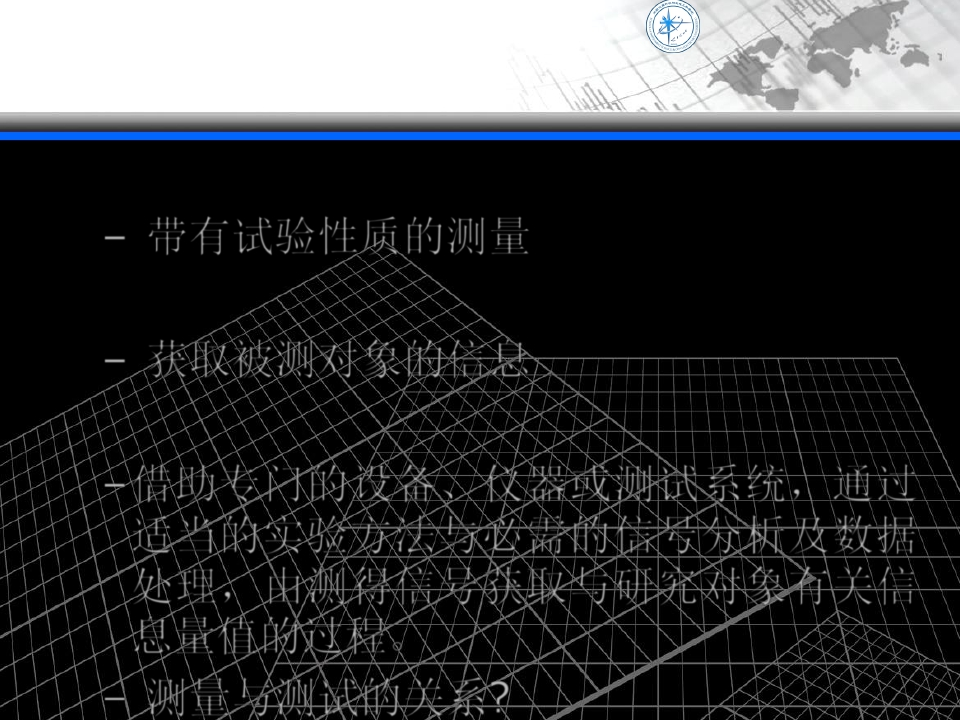 – 带有试验性质的测量
– 获取被测对象的信息
–借助专门的设备、仪器或测试系统，通过
适当的实验方法与必需的信号分析及数据
处理，由测得信号获取与研究对象有关信
息量值的过程。
– 测量与测试的关系?